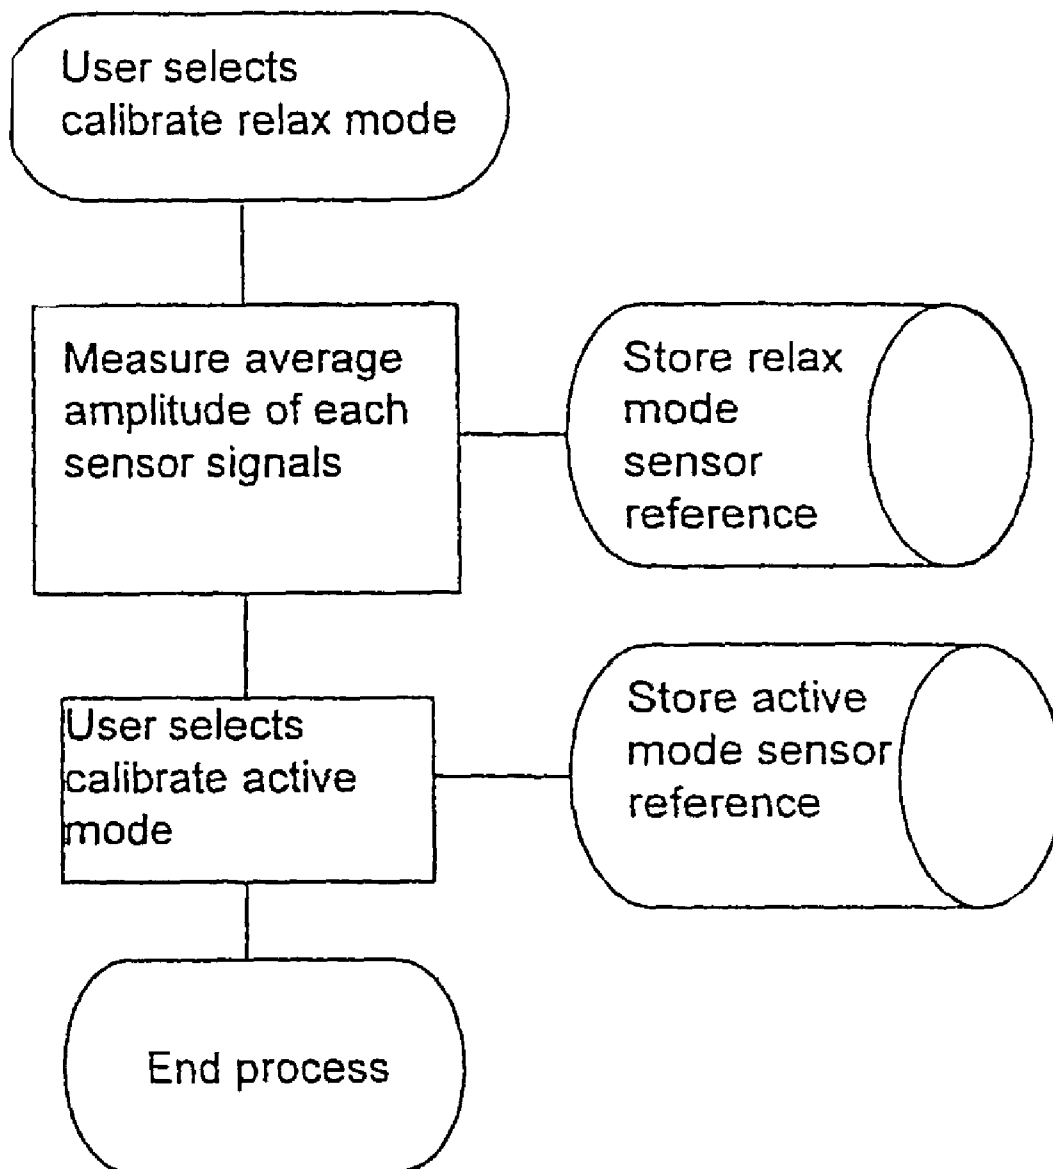 User selects
calibrate relax mode
Measure average
amplitude of each
sensor signals
Store relax
mode
sensor
reference
User selects
calibrate active
mode
Store active
mode sensor
reference
End process